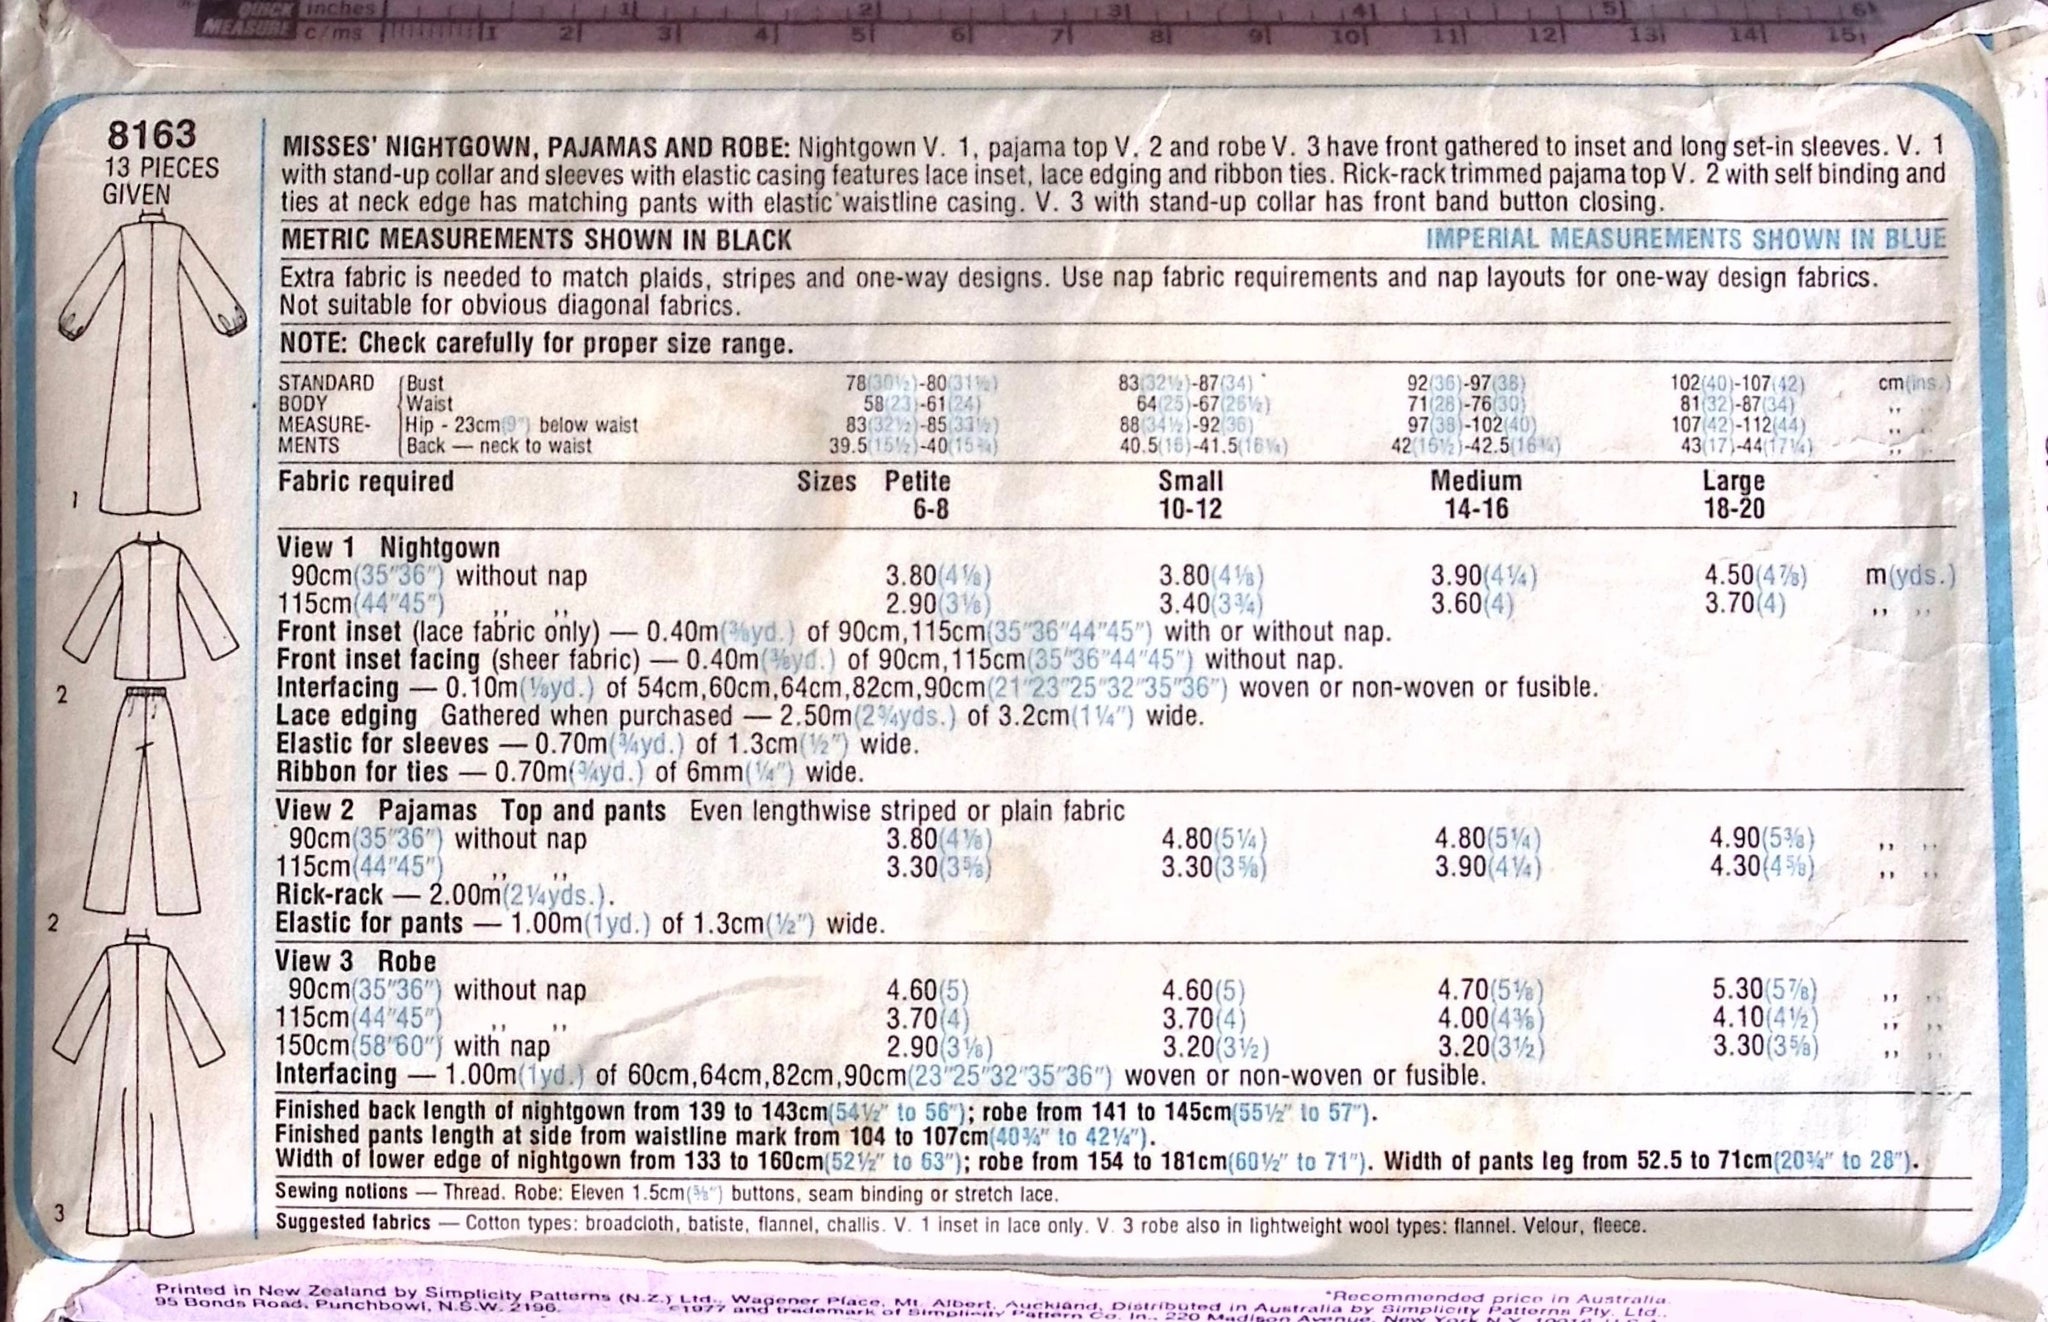 QUICK MEASURE inches 1 2 3 4 5 6
c/ms 1 2 3 4 5 6 7 8 9 10 11 12 13 14 15
8163
13 PIECES
GIVEN
1
2
2
3
MISSES' NIGHTGOWN, PAJAMAS AND ROBE: Nightgown V. 1, pajama top V. 2 and robe V. 3 have front gathered to inset and long set-in sleeves. V. 1
with stand-up collar and sleeves with elastic casing features lace inset, lace edging and ribbon ties. Rick-rack trimmed pajama top V. 2 with self binding and
ties at neck edge has matching pants with elastic waistline casing. V. 3 with stand-up collar has front band button closing.
METRIC MEASUREMENTS SHOWN IN BLACK IMPERIAL MEASUREMENTS SHOWN IN BLUE
Extra fabric is needed to match plaids, stripes and one-way designs. Use nap fabric requirements and nap layouts for one-way design fabrics.
Not suitable for obvious diagonal fabrics.
NOTE: Check carefully for proper size range.
STANDARD Bust 78(30½)-80(31½) 83(32½)-87(34) 92(36)-97(38) 102(40)-107(42) cm(ins.)
BODY Waist 58(23)-61(24) 64(25)-67(26½) 71(28)-76(30) 81(32)-87(34) ,, ,,
MEASURE- Hip - 23cm(9") below waist 83(32½)-85(33½) 88(34½)-92(36) 97(38)-102(40) 107(42)-112(44) ,, ,,
MENTS Back — neck to waist 39.5(15½)-40(15¾) 40.5(16)-41.5(16¼) 42(16½)-42.5(16¾) 43(17)-44(17¼) ,, ,,
Fabric required Sizes Petite Small Medium Large
6-8 10-12 14-16 18-20
View 1 Nightgown
90cm(35"36") without nap 3.80(4⅛) 3.80(4⅛) 3.90(4¼) 4.50(4⅞) m(yds.)
115cm(44"45") ,, ,, 2.90(3⅛) 3.40(3¾) 3.60(4) 3.70(4) ,, ,,
Front inset (lace fabric only) — 0.40m(⅜yd.) of 90cm,115cm(35"36"44"45") with or without nap.
Front inset facing (sheer fabric) — 0.40m(⅜yd.) of 90cm,115cm(35"36"44"45") without nap.
Interfacing — 0.10m(⅛yd.) of 54cm,60cm,64cm,82cm,90cm(21"23"25"32"35"36") woven or non-woven or fusible.
Lace edging Gathered when purchased — 2.50m(2¾yds.) of 3.2cm(1¼") wide.
Elastic for sleeves — 0.70m(¾yd.) of 1.3cm(½") wide.
Ribbon for ties — 0.70m(¾yd.) of 6mm(¼") wide.
View 2 Pajamas Top and pants Even lengthwise striped or plain fabric
90cm(35"36") without nap 3.80(4⅛) 4.80(5¼) 4.80(5¼) 4.90(5⅜) ,, ,,
115cm(44"45") ,, ,, 3.30(3⅝) 3.30(3⅝) 3.90(4¼) 4.30(4⅝) ,, ,,
Rick-rack — 2.00m(2¼yds.).
Elastic for pants — 1.00m(1yd.) of 1.3cm(½") wide.
View 3 Robe
90cm(35"36") without nap 4.60(5) 4.60(5) 4.70(5⅛) 5.30(5⅞) ,, ,,
115cm(44"45") ,, ,, 3.70(4) 3.70(4) 4.00(4⅜) 4.10(4½) ,, ,,
150cm(58"60") with nap 2.90(3⅛) 3.20(3½) 3.20(3½) 3.30(3⅝) ,, ,,
Interfacing — 1.00m(1yd.) of 60cm,64cm,82cm,90cm(23"25"32"35"36") woven or non-woven or fusible.
Finished back length of nightgown from 139 to 143cm(54½" to 56"); robe from 141 to 145cm(55½" to 57").
Finished pants length at side from waistline mark from 104 to 107cm(40¾" to 42¼").
Width of lower edge of nightgown from 133 to 160cm(52½" to 63"); robe from 154 to 181cm(60½" to 71"). Width of pants leg from 52.5 to 71cm(20¾" to 28").
Sewing notions — Thread. Robe: Eleven 1.5cm(⅝") buttons, seam binding or stretch lace.
Suggested fabrics — Cotton types: broadcloth, batiste, flannel, challis. V. 1 inset in lace only. V. 3 robe also in lightweight wool types: flannel. Velour, fleece.
Printed in New Zealand by Simplicity Patterns (N.Z.) Ltd., Wagener Place, Mt. Albert, Auckland, Distributed in Australia by Simplicity Patterns Pty. Ltd.,
*Recommended price in Australia.
95 Bonds Road, Punchbowl, N.S.W. 2196. ©1977 and trademark of Simplicity Pattern Co. In., 220 Madison Avenue, New York N.Y.